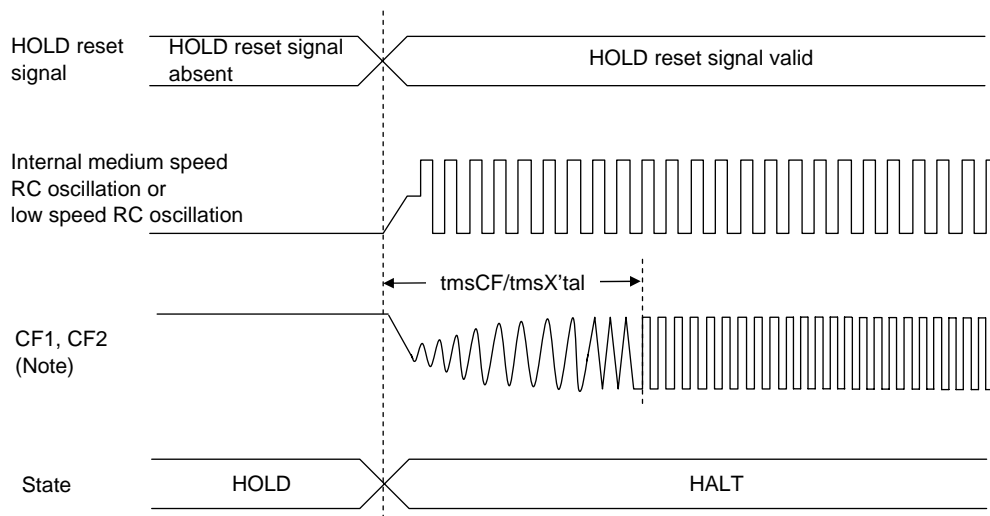 HOLD reset
signal
HOLD reset signal
absent
HOLD reset signal valid
Internal medium speed
RC oscillation or
low speed RC oscillation
tmsCF/tmsX'tal
CF1, CF2
(Note)
State
HOLD
HALT